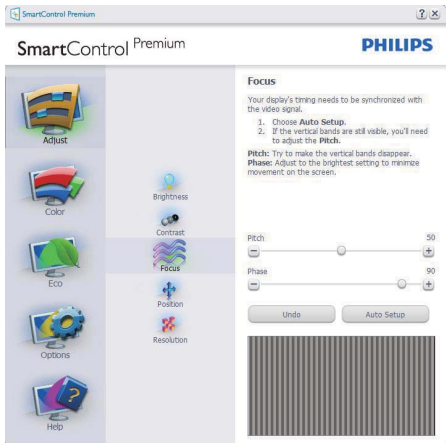 SmartControl Premium
? ×
SmartControl Premium
PHILIPS
Adjust
Color
Eco
Options
Help
Brightness
Contrast
Focus
Position
Resolution
Focus
Your display's timing needs to be synchronized with
the video signal.
1. Choose Auto Setup.
2. If the vertical bands are still visible, you'll need
to adjust the Pitch.
Pitch: Try to make the vertical bands disappear.
Phase: Adjust to the brightest setting to minimize
movement on the screen.
Pitch 50
Phase 90
Undo Auto Setup